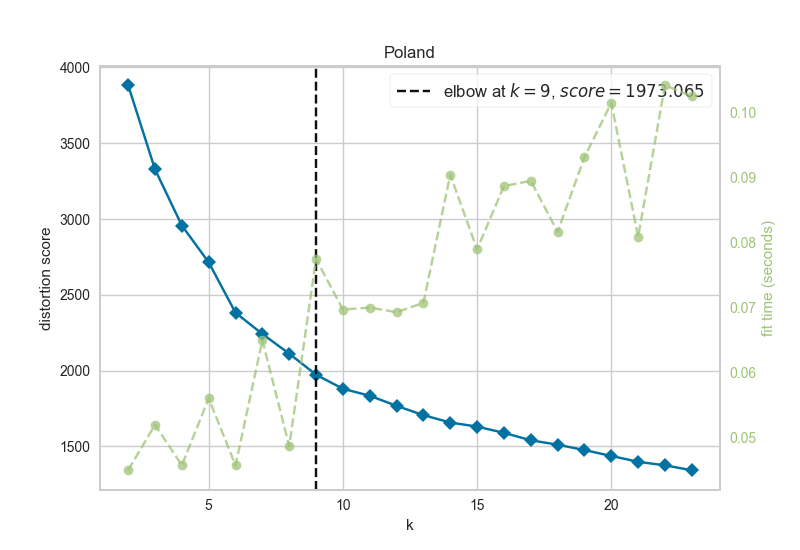 Poland
elbow at k = 9, score = 1973.065
4000
3500
3000
2500
2000
1500
distortion score
0.10
0.09
0.08
0.07
0.06
0.05
fit time (seconds)
5 10 15 20
k